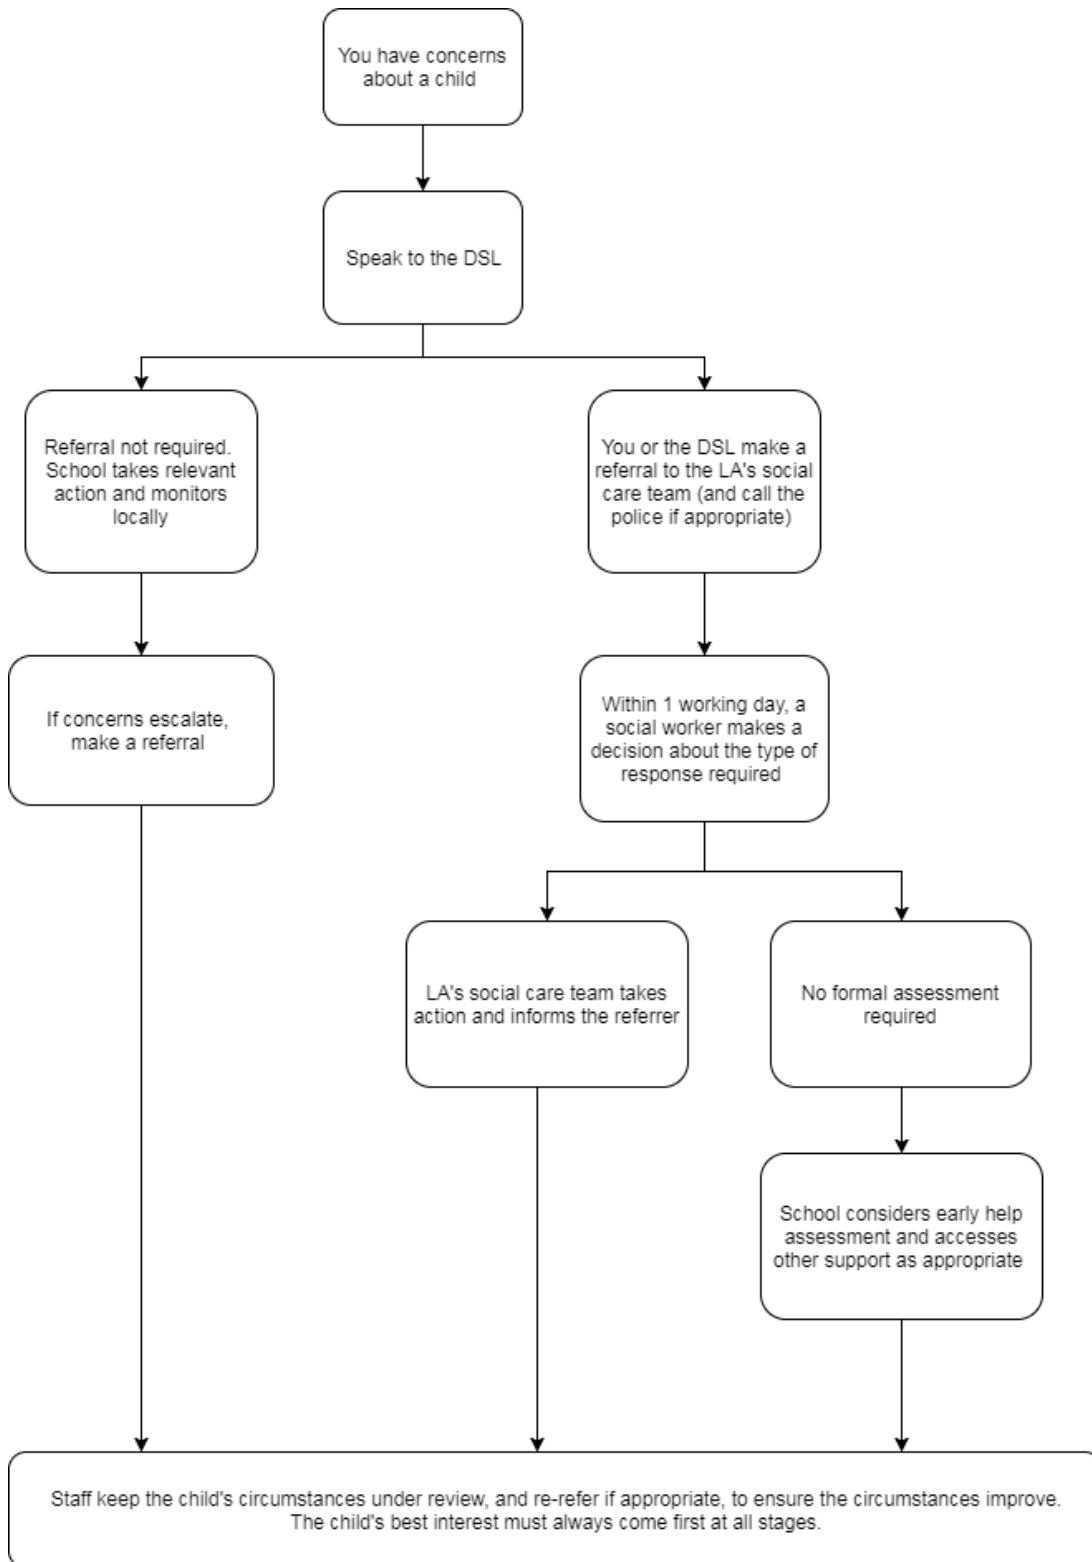 You have concerns
about a child
Speak to the DSL
Referral not required.
School takes relevant
action and monitors
locally
You or the DSL make a
referral to the LA's social
care team (and call the
police if appropriate)
If concerns escalate,
make a referral
Within 1 working day, a
social worker makes a
decision about the type of
response required
LA's social care team takes
action and informs the referrer
No formal assessment
required
School considers early help
assessment and accesses
other support as appropriate
Staff keep the child's circumstances under review, and re-refer if appropriate, to ensure the circumstances improve.
The child's best interest must always come first at all stages.